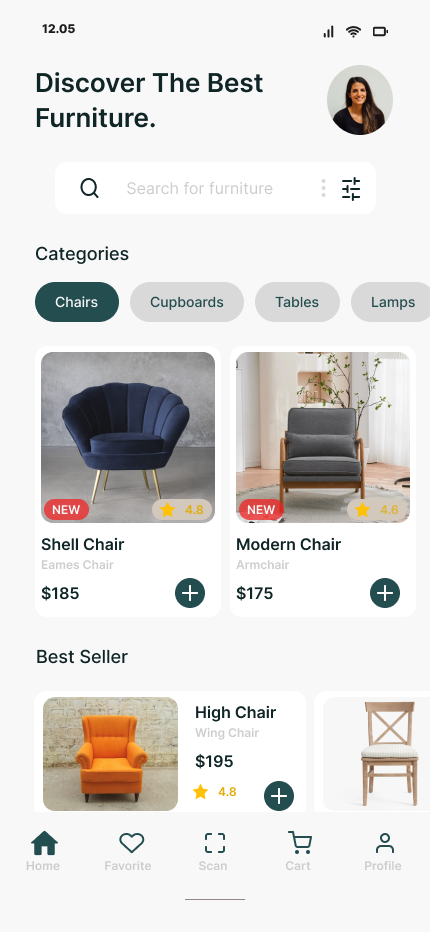 12.05
Discover The Best
Furniture.
Search for furniture
Categories
Chairs Cupboards Tables Lamps
NEW 4.8 NEW 4.6
Shell Chair Modern Chair
Eames Chair Armchair
$185 $175
Best Seller
High Chair
Wing Chair
$195
4.8
Home Favorite Scan Cart Profile